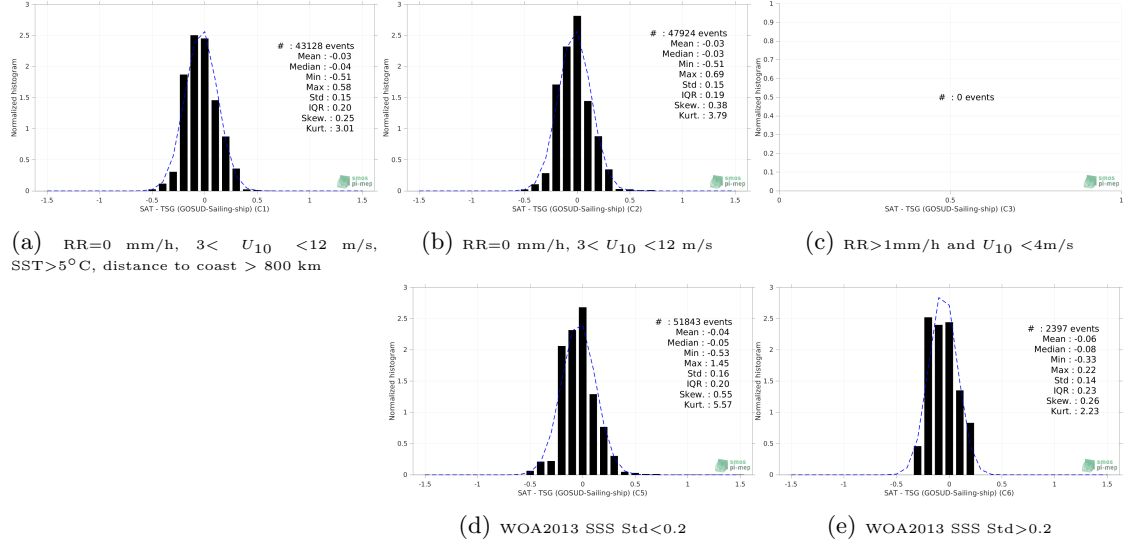 3
2.5
2
1.5
1
0.5
0
-1.5
-1
-0.5
0
0.5
1
1.5
Normalized histogram
SAT - TSG (GOSUD-Sailing-ship) (C1)
# : 43128 events
Mean : -0.03
Median : -0.04
Min : -0.51
Max : 0.58
Std : 0.15
IQR : 0.20
Skew. : 0.25
Kurt. : 3.01
smos
pi-mep
3
2.5
2
1.5
1
0.5
0
-1.5
-1
-0.5
0
0.5
1
1.5
Normalized histogram
SAT - TSG (GOSUD-Sailing-ship) (C2)
# : 47924 events
Mean : -0.03
Median : -0.03
Min : -0.51
Max : 0.69
Std : 0.15
IQR : 0.19
Skew. : 0.38
Kurt. : 3.79
smos
pi-mep
1
0.9
0.8
0.7
0.6
0.5
0.4
0.3
0.2
0.1
0
0
0.5
1
Normalized histogram
SAT - TSG (GOSUD-Sailing-ship) (C3)
# : 0 events
smos
pi-mep
(a) RR=0 mm/h, 3< U10 <12 m/s,
SST>5°C, distance to coast > 800 km
(b) RR=0 mm/h, 3< U10 <12 m/s
(c) RR>1mm/h and U10 <4m/s
3
2.5
2
1.5
1
0.5
0
-1.5
-1
-0.5
0
0.5
1
1.5
Normalized histogram
SAT - TSG (GOSUD-Sailing-ship) (C5)
# : 51843 events
Mean : -0.04
Median : -0.05
Min : -0.53
Max : 1.45
Std : 0.16
IQR : 0.20
Skew. : 0.55
Kurt. : 5.57
smos
pi-mep
3
2.5
2
1.5
1
0.5
0
-1.5
-1
-0.5
0
0.5
1
1.5
Normalized histogram
SAT - TSG (GOSUD-Sailing-ship) (C6)
# : 2397 events
Mean : -0.06
Median : -0.08
Min : -0.33
Max : 0.22
Std : 0.14
IQR : 0.23
Skew. : 0.26
Kurt. : 2.23
smos
pi-mep
(d) WOA2013 SSS Std<0.2
(e) WOA2013 SSS Std>0.2